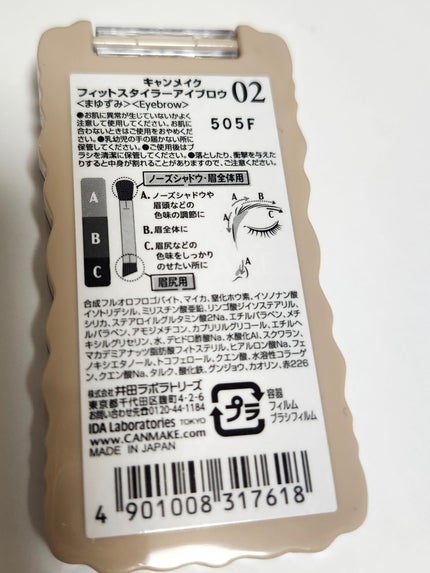 キャンメイク
フィットスタイラーアイブロウ 02
<まゆずみ><Eyebrow>
●お肌に異常が生じていないかよく
注意して使用してください。お肌に
合わないときはご使用をおやめくだ
さい。●乳幼児の手の届かない所に
保管してください。●ご使用後はブ
ラシを清潔に保管してください。●落としたり、衝撃を与えた
りすると中身が割れることがありますので、ご注意ください。
505F
ノーズシャドウ・眉全体用
A
B
C
A.ノーズシャドウや
眉頭などの
色味の調節に
B.眉全体に
C.眉尻などの
色味をしっかり
のせたい所に
眉尻用
A
B
C
合成フルオロフロゴパイト、マイカ、窒化ホウ素、イソノナン酸
イソトリデシル、ミリスチン酸亜鉛、リンゴ酸ジイソステアリル、
シリカ、ステアロイルグルタミン酸2Na、エチルパラベン、メチ
ルパラベン、アモジメチコン、カプリリルグリコール、エチルヘ
キシルグリセリン、水、デヒドロ酢酸Na、水酸化Al、スクワラン、
マカデミアナッツ脂肪酸フィトステリル、ヒアルロン酸Na、フェ
ノキシエタノール、トコフェロール、クエン酸、水溶性コラーゲ
ン、クエン酸Na、タルク、酸化鉄、グンジョウ、カオリン、赤226
株式会社 井田ラボラトリーズ
東京都千代田区麹町4-2-6
お問い合わせ先☎0120-44-1184
IDA Laboratories TOKYO
www.CANMAKE.com
MADE IN JAPAN
プラ
容器
フィルム
ブラシフィルム
4 901008 317618